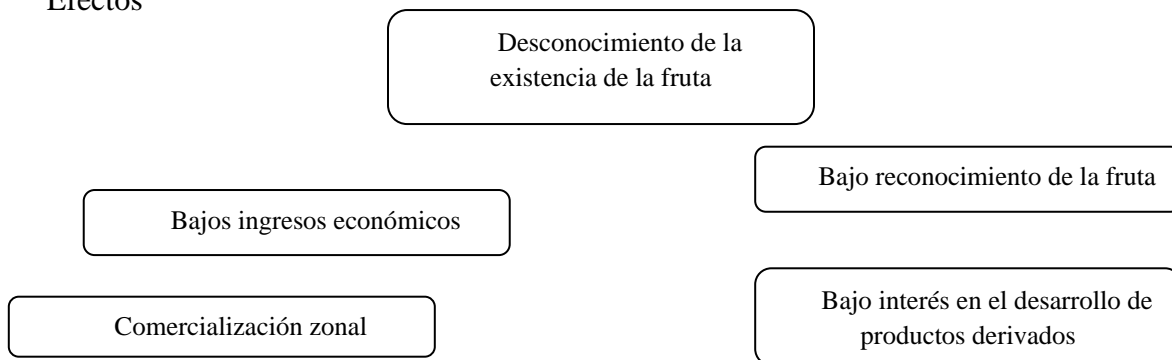 Efectos
Desconocimiento de la
existencia de la fruta
Bajo reconocimiento de la fruta
Bajos ingresos económicos
Bajo interés en el desarrollo de
productos derivados
Comercialización zonal